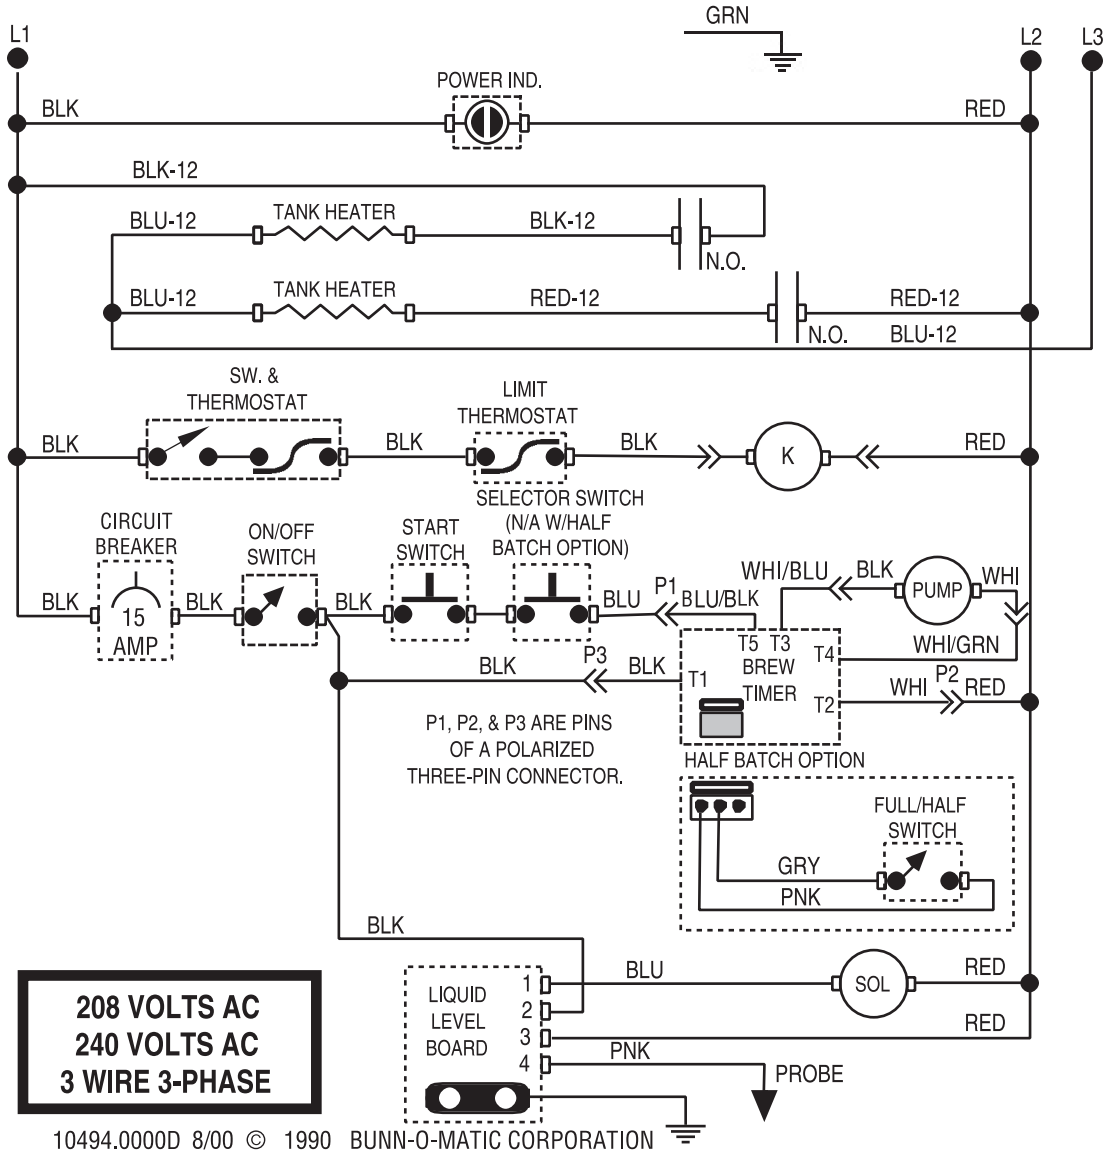 GRN
L1
L2
L3
POWER IND.
BLK
RED
BLK-12
BLU-12
TANK HEATER
BLK-12
N.O.
BLU-12
TANK HEATER
RED-12
RED-12
N.O.
BLU-12
SW. &
THERMOSTAT
LIMIT
THERMOSTAT
BLK
BLK
BLK
K
RED
SELECTOR SWITCH
(N/A W/HALF
BATCH OPTION)
CIRCUIT
BREAKER
ON/OFF
SWITCH
START
SWITCH
BLK
15
AMP
BLK
BLK
BLU
P1
BLU/BLK
WHI/BLU
BLK
PUMP
WHI
T5 T3
BREW
TIMER
T4
T1
T2
WHI/GRN
BLK
P3
BLK
WHI
P2
RED
P1, P2, & P3 ARE PINS
OF A POLARIZED
THREE-PIN CONNECTOR.
HALF BATCH OPTION
FULL/HALF
SWITCH
GRY
PNK
BLK
LIQUID
LEVEL
BOARD
1
2
3
4
BLU
SOL
RED
RED
PNK
PROBE
208 VOLTS AC
240 VOLTS AC
3 WIRE 3-PHASE
10494.0000D 8/00 © 1990 BUNN-O-MATIC CORPORATION